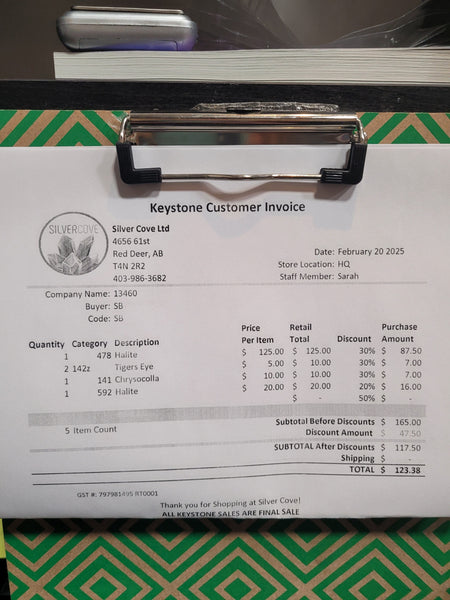 Keystone Customer Invoice
SILVERCOVE
Silver Cove Ltd
4656 61st
Red Deer, AB
T4N 2R2
403-986-3682
Date: February 20 2025
Store Location: HQ
Staff Member: Sarah
Company Name: 13460
Buyer: SB
Code: SB
Quantity Category Description Price Per Item Retail Total Discount Purchase Amount
1 478 Halite $ 125.00 $ 125.00 30% $ 87.50
2 142z Tigers Eye $ 5.00 $ 10.00 30% $ 7.00
1 141 Chrysocolla $ 10.00 $ 10.00 30% $ 7.00
1 592 Halite $ 20.00 $ 20.00 20% $ 16.00
$ - 50% $ -
Subtotal Before Discounts $ 165.00
5 Item Count Discount Amount $ 47.50
SUBTOTAL After Discounts $ 117.50
Shipping $ -
TOTAL $ 123.38
GST #: 797981495 RT0001
Thank you for Shopping at Silver Cove!
ALL KEYSTONE SALES ARE FINAL SALE